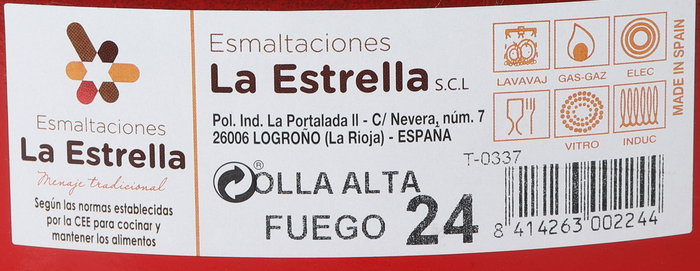 Esmaltaciones
La Estrella
Menaje tradicional
Según las normas establecidas
por la CEE para cocinar y
mantener los alimentos
Esmaltaciones
La Estrella S.C.L
Pol. Ind. La Portalada II - C/ Nevera, núm. 7
26006 LOGROÑO (La Rioja) - ESPAÑA
® OLLA ALTA
FUEGO 24
LAVAVAJ GAS-GAZ ELEC
VITRO INDUC
MADE IN SPAIN
T-0337
8 414263 002244